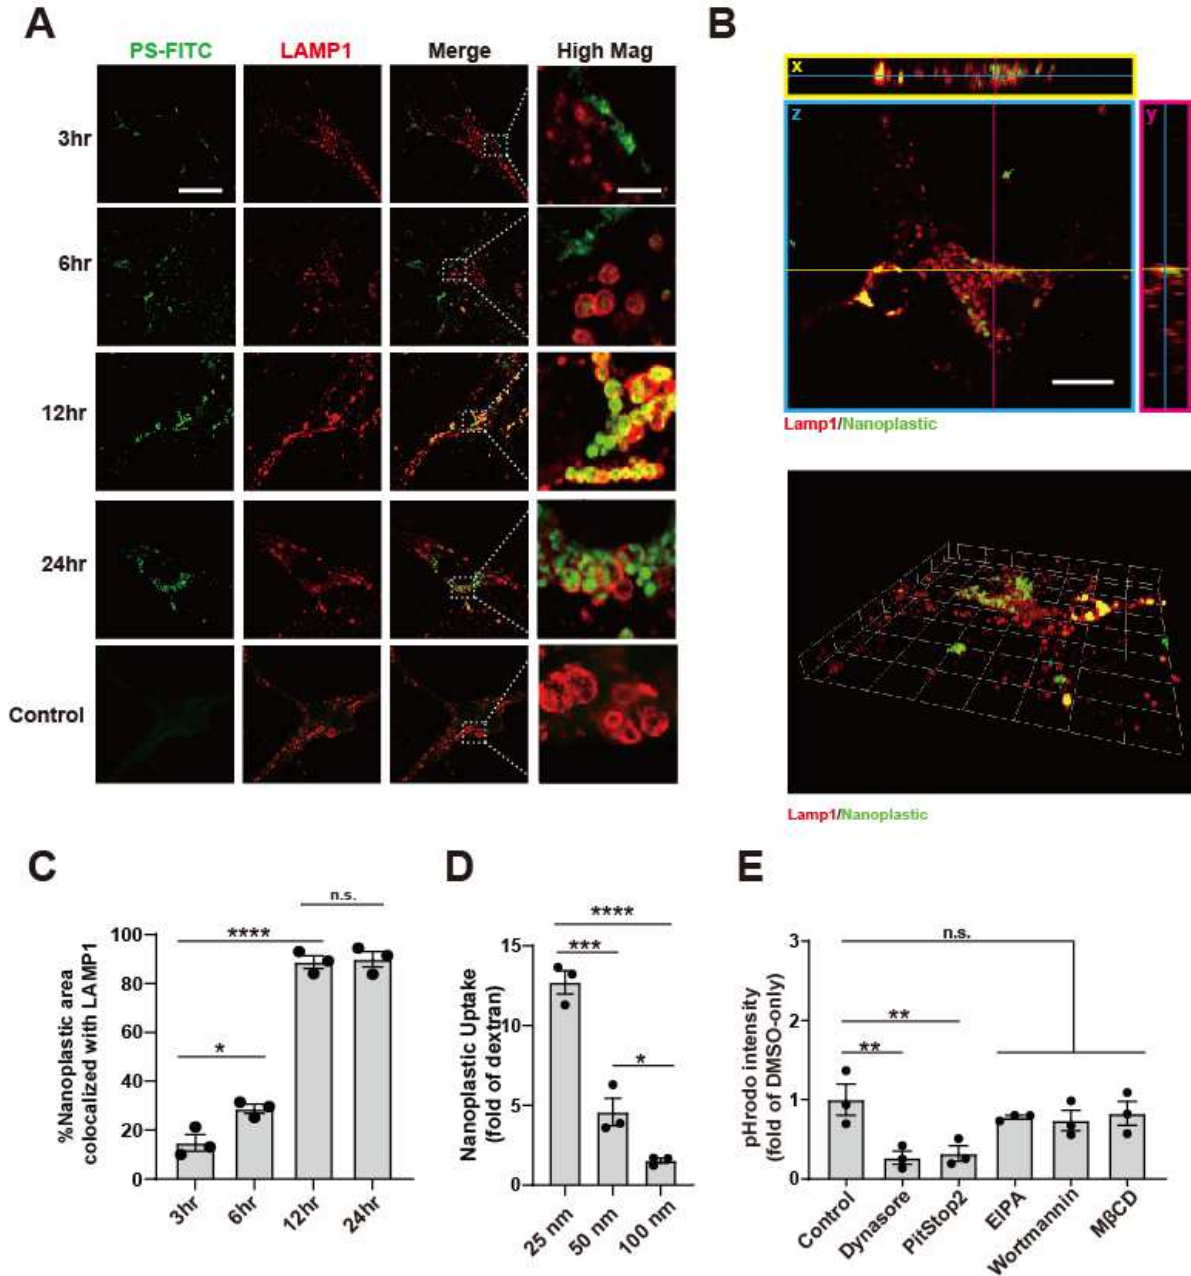 A
PS-FITC LAMP1 Merge High Mag
3hr
6hr
12hr
24hr
Control
B
x
z
y
Lamp1/Nanoplastic
Lamp1/Nanoplastic
C
%Nanoplastic area
colocalized with LAMP1
100
80
60
40
20
0
n.s.
****
*
3hr 6hr 12hr 24hr
D
Nanoplastic Uptake
(fold of dextran)
15
10
5
0
****
***
*
25 nm 50 nm 100 nm
E
pHrodo intensity
(fold of DMSO-only)
3
2
1
0
n.s.
**
**
Control Dynasore PitStop2 EIPA Wortmannin MβCD